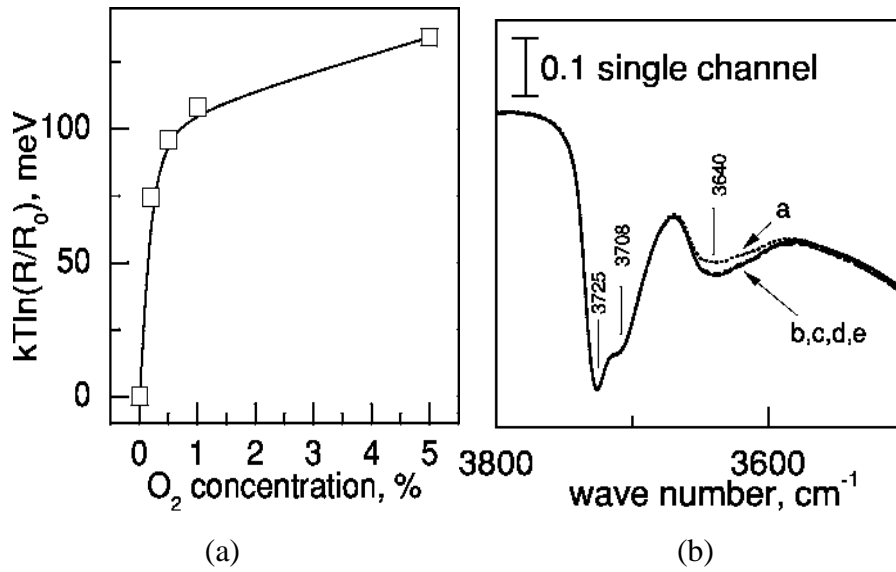 kTln(R/R₀), meV
100
50
0
0 1 2 3 4 5
O₂ concentration, %
(a)
0.1 single channel
3725
3708
3640
a
b,c,d,e
3800 3600
wave number, cm⁻¹
(b)